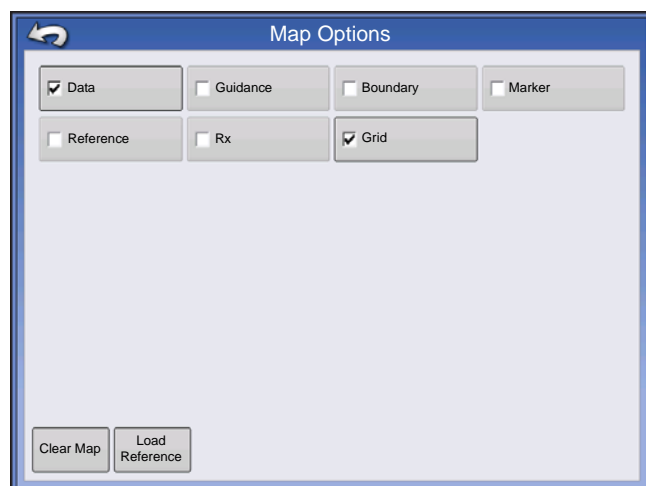 Map Options
Data
Guidance
Boundary
Marker
Reference
Rx
Grid
Clear Map
Load
Reference